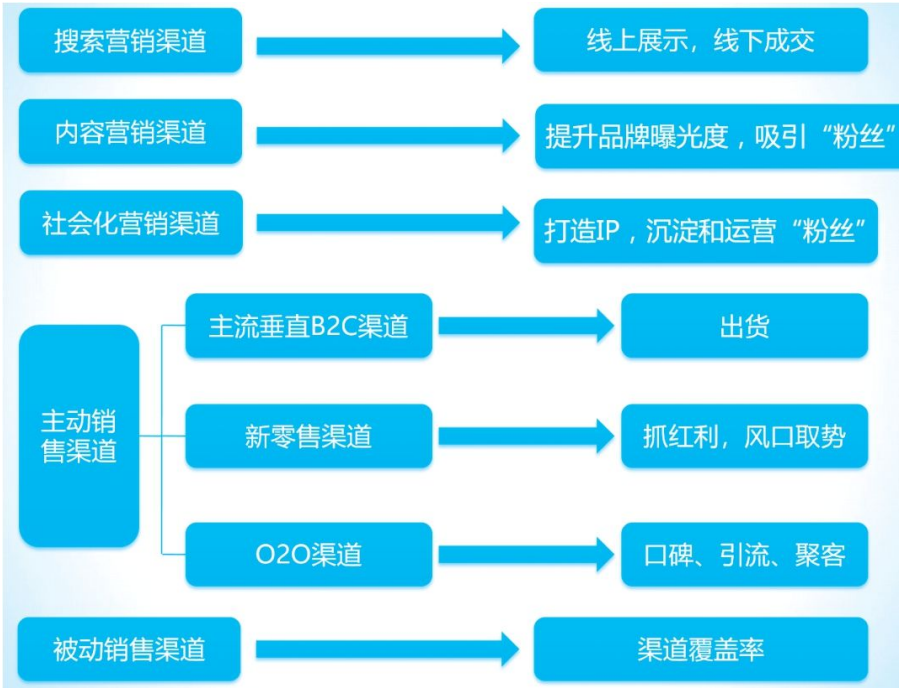 搜索营销渠道
线上展示，线下成交
内容营销渠道
提升品牌曝光度，吸引“粉丝”
社会化营销渠道
打造IP，沉淀和运营“粉丝”
主动销
售渠道
主流垂直B2C渠道
出货
新零售渠道
抓红利，风口取势
O2O渠道
口碑、引流、聚客
被动销售渠道
渠道覆盖率